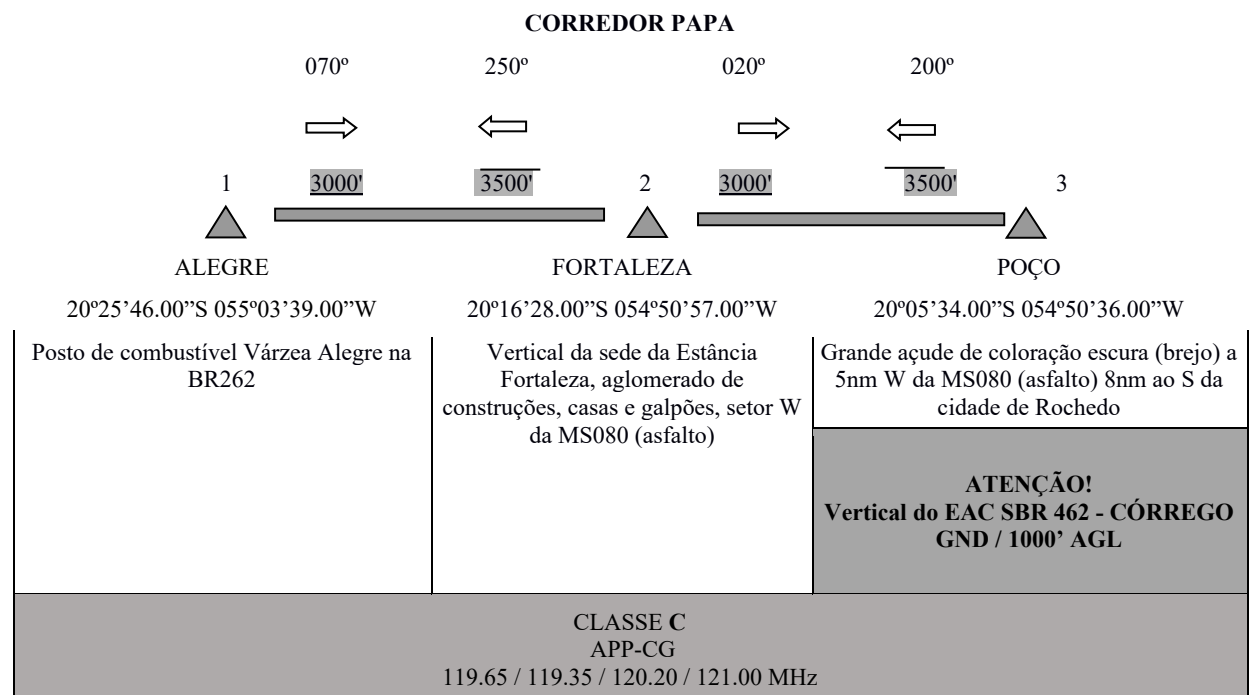 CORREDOR PAPA
070º 250º 020º 200º
1 3000' 3500' 2 3000' 3500' 3
ALEGRE FORTALEZA POÇO
20º25’46.00”S 055º03’39.00”W 20º16’28.00”S 054º50’57.00”W 20º05’34.00”S 054º50’36.00”W
Posto de combustível Várzea Alegre na
BR262
Vertical da sede da Estância
Fortaleza, aglomerado de
construções, casas e galpões, setor W
da MS080 (asfalto)
Grande açude de coloração escura (brejo) a
5nm W da MS080 (asfalto) 8nm ao S da
cidade de Rochedo
ATENÇÃO!
Vertical do EAC SBR 462 - CÓRREGO
GND / 1000’ AGL
CLASSE C
APP-CG
119.65 / 119.35 / 120.20 / 121.00 MHz